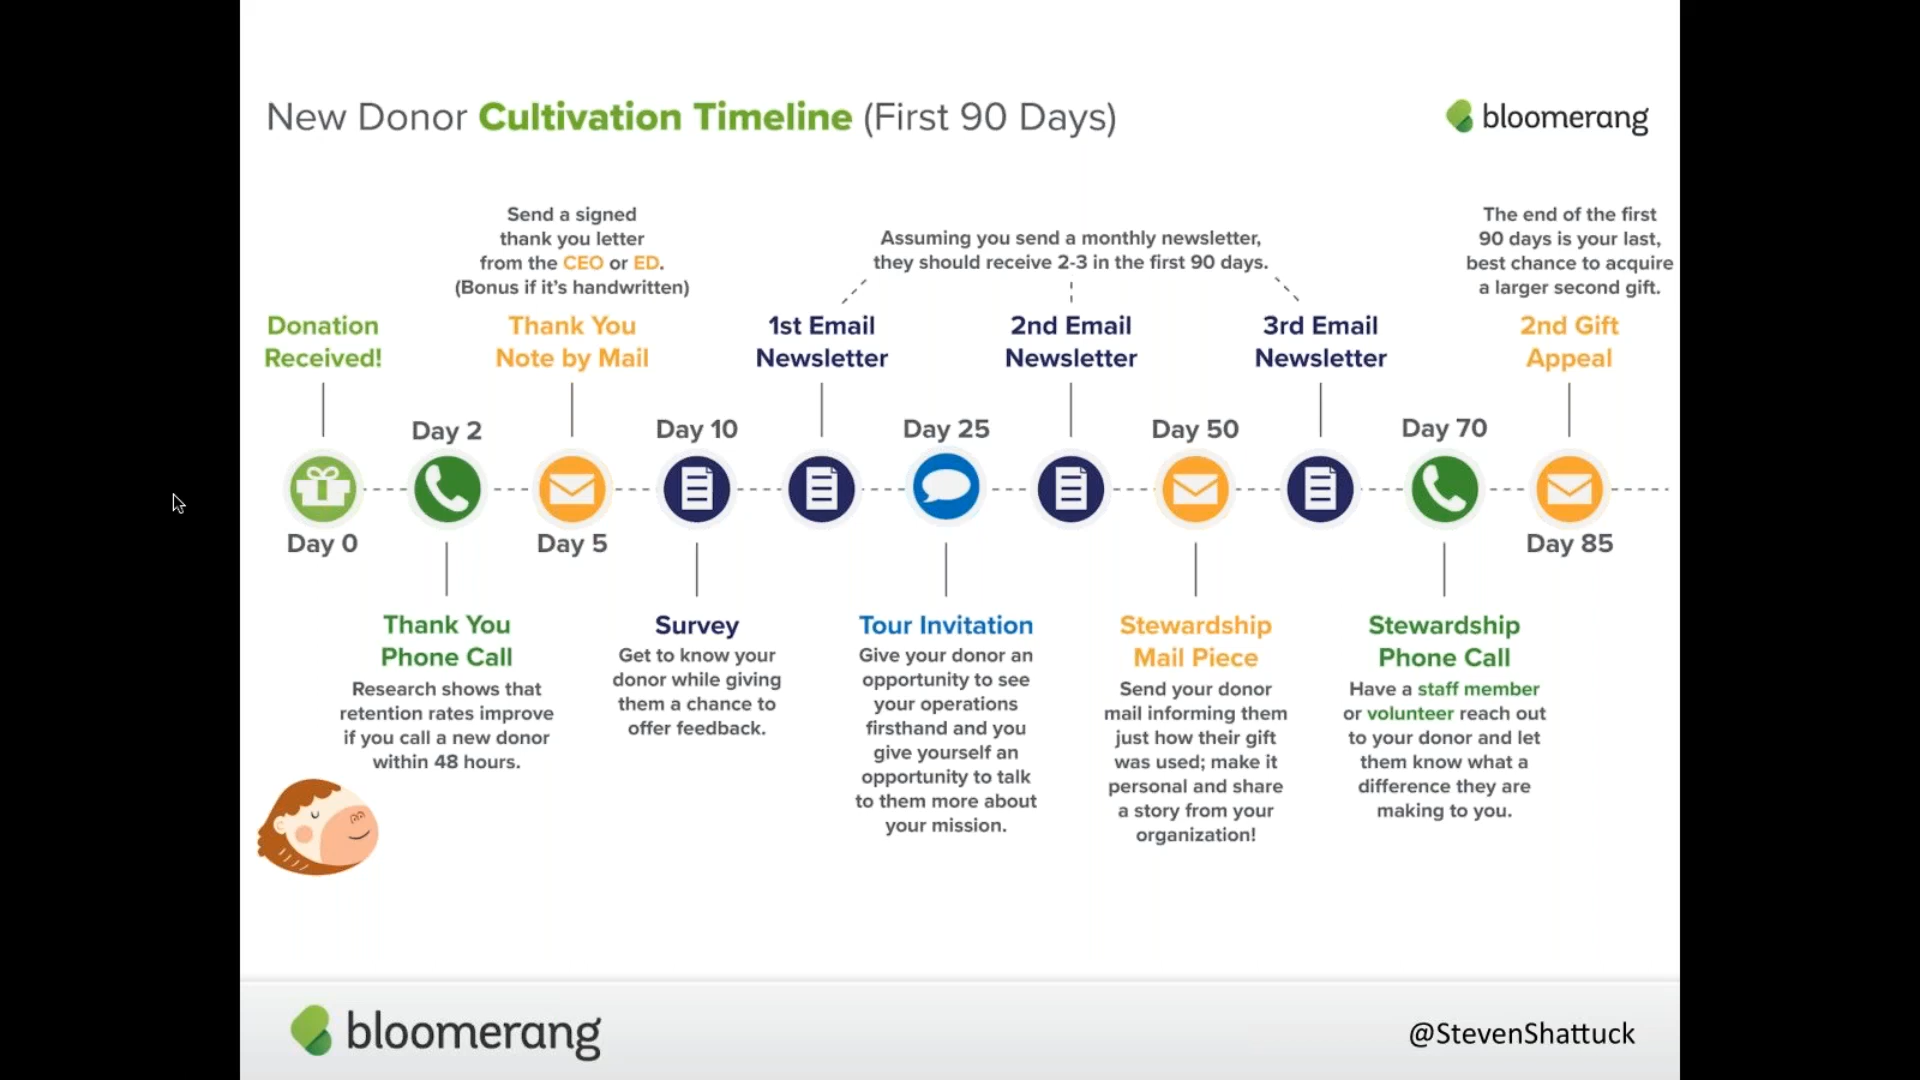 New Donor Cultivation Timeline (First 90 Days)
bloomerang
Send a signed
thank you letter
from the CEO or ED.
(Bonus if it's handwritten)
Assuming you send a monthly newsletter,
they should receive 2-3 in the first 90 days.
The end of the first
90 days is your last,
best chance to acquire
a larger second gift.
Donation
Received!
Thank You
Note by Mail
1st Email
Newsletter
2nd Email
Newsletter
3rd Email
Newsletter
2nd Gift
Appeal
Day 2
Day 10
Day 25
Day 50
Day 70
Day 0
Day 5
Day 85
Thank You
Phone Call
Research shows that
retention rates improve
if you call a new donor
within 48 hours.
Survey
Get to know your
donor while giving
them a chance to
offer feedback.
Tour Invitation
Give your donor an
opportunity to see
your operations
firsthand and you
give yourself an
opportunity to talk
to them more about
your mission.
Stewardship
Mail Piece
Send your donor
mail informing them
just how their gift
was used; make it
personal and share
a story from your
organization!
Stewardship
Phone Call
Have a staff member
or volunteer reach out
to your donor and let
them know what a
difference they are
making to you.
bloomerang
@StevenShattuck